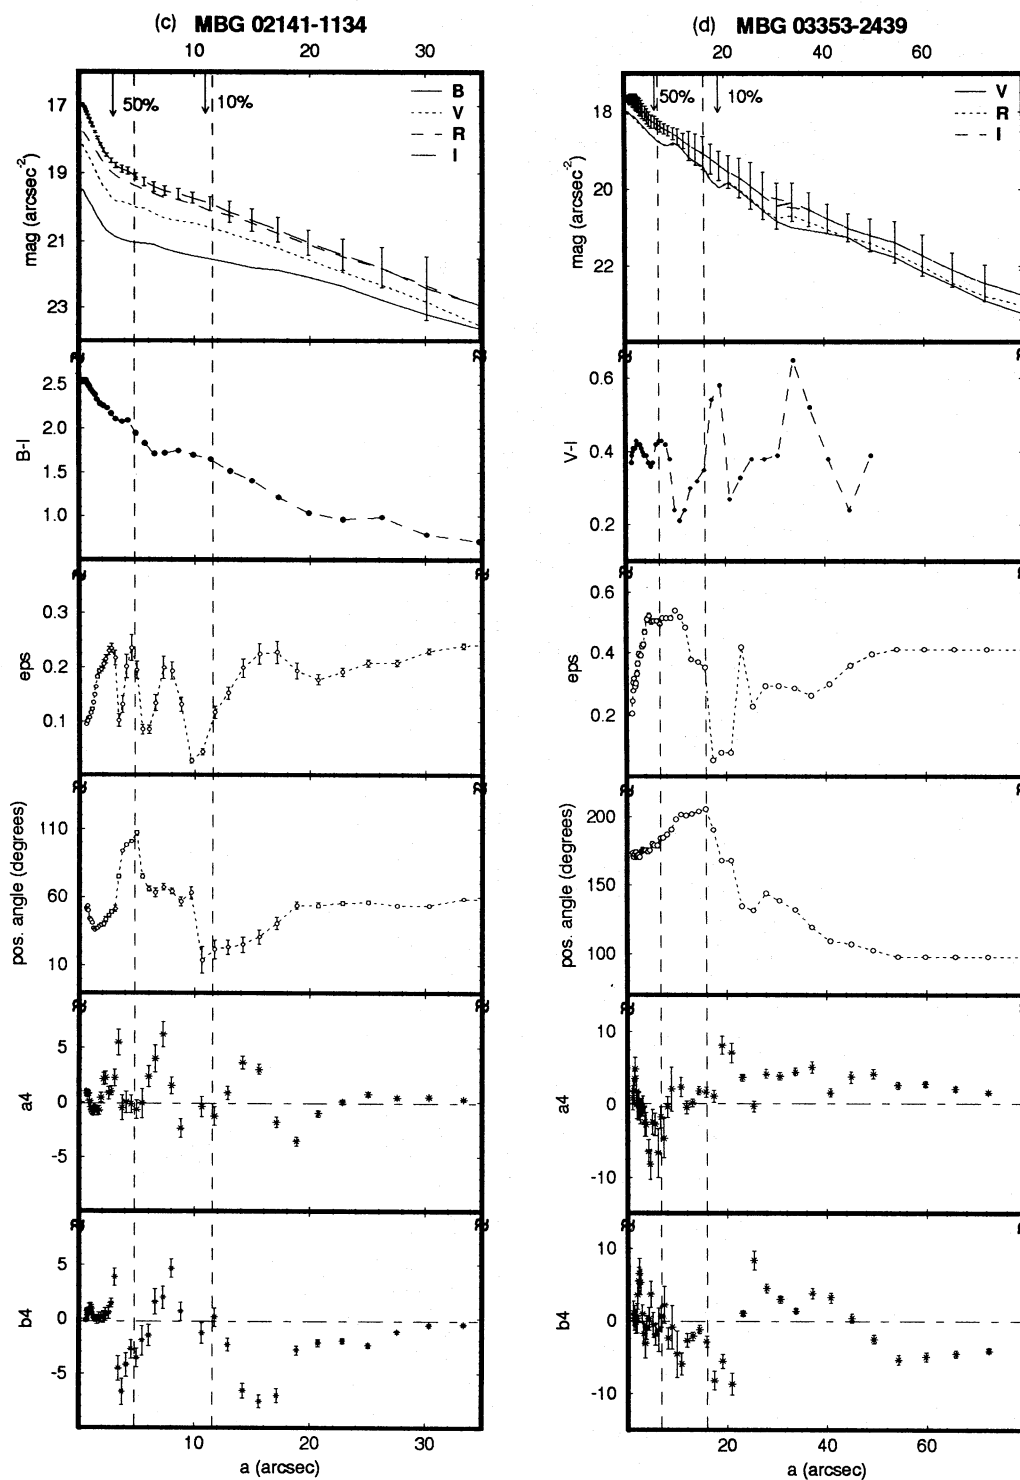 (c) MBG 02141-1134
10 20 30
50% 10%
B
V
R
I
17
19
21
23
mag (arcsec⁻²)
2.5
2.0
1.5
1.0
B-I
0.3
0.2
0.1
eps
110
60
10
pos. angle (degrees)
5
0
-5
a4
5
0
-5
b4
10 20 30
a (arcsec)
(d) MBG 03353-2439
20 40 60
50% 10%
V
R
I
18
20
22
mag (arcsec⁻²)
0.6
0.4
0.2
V-I
0.6
0.4
0.2
eps
200
150
100
pos. angle (degrees)
10
0
-10
a4
10
0
-10
b4
20 40 60
a (arcsec)